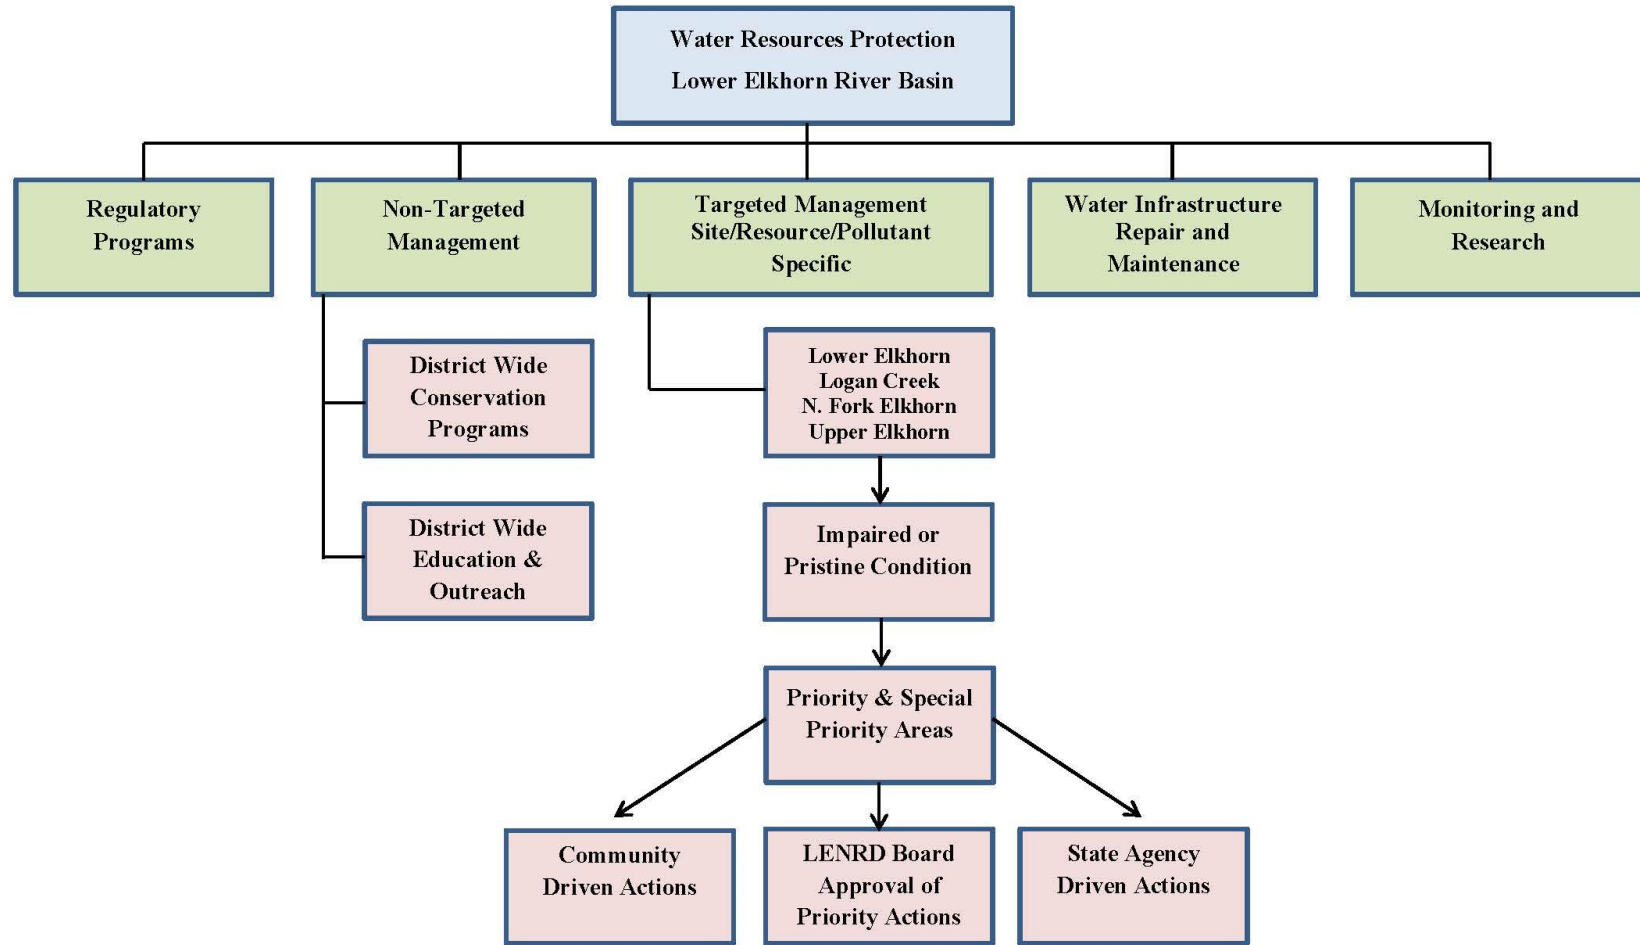 Water Resources Protection
Lower Elkhorn River Basin
Regulatory
Programs
Non-Targeted
Management
Targeted Management
Site/Resource/Pollutant
Specific
Water Infrastructure
Repair and
Maintenance
Monitoring and
Research
District Wide
Conservation
Programs
District Wide
Education &
Outreach
Lower Elkhorn
Logan Creek
N. Fork Elkhorn
Upper Elkhorn
Impaired or
Pristine Condition
Priority & Special
Priority Areas
Community
Driven Actions
LENRD Board
Approval of
Priority Actions
State Agency
Driven Actions